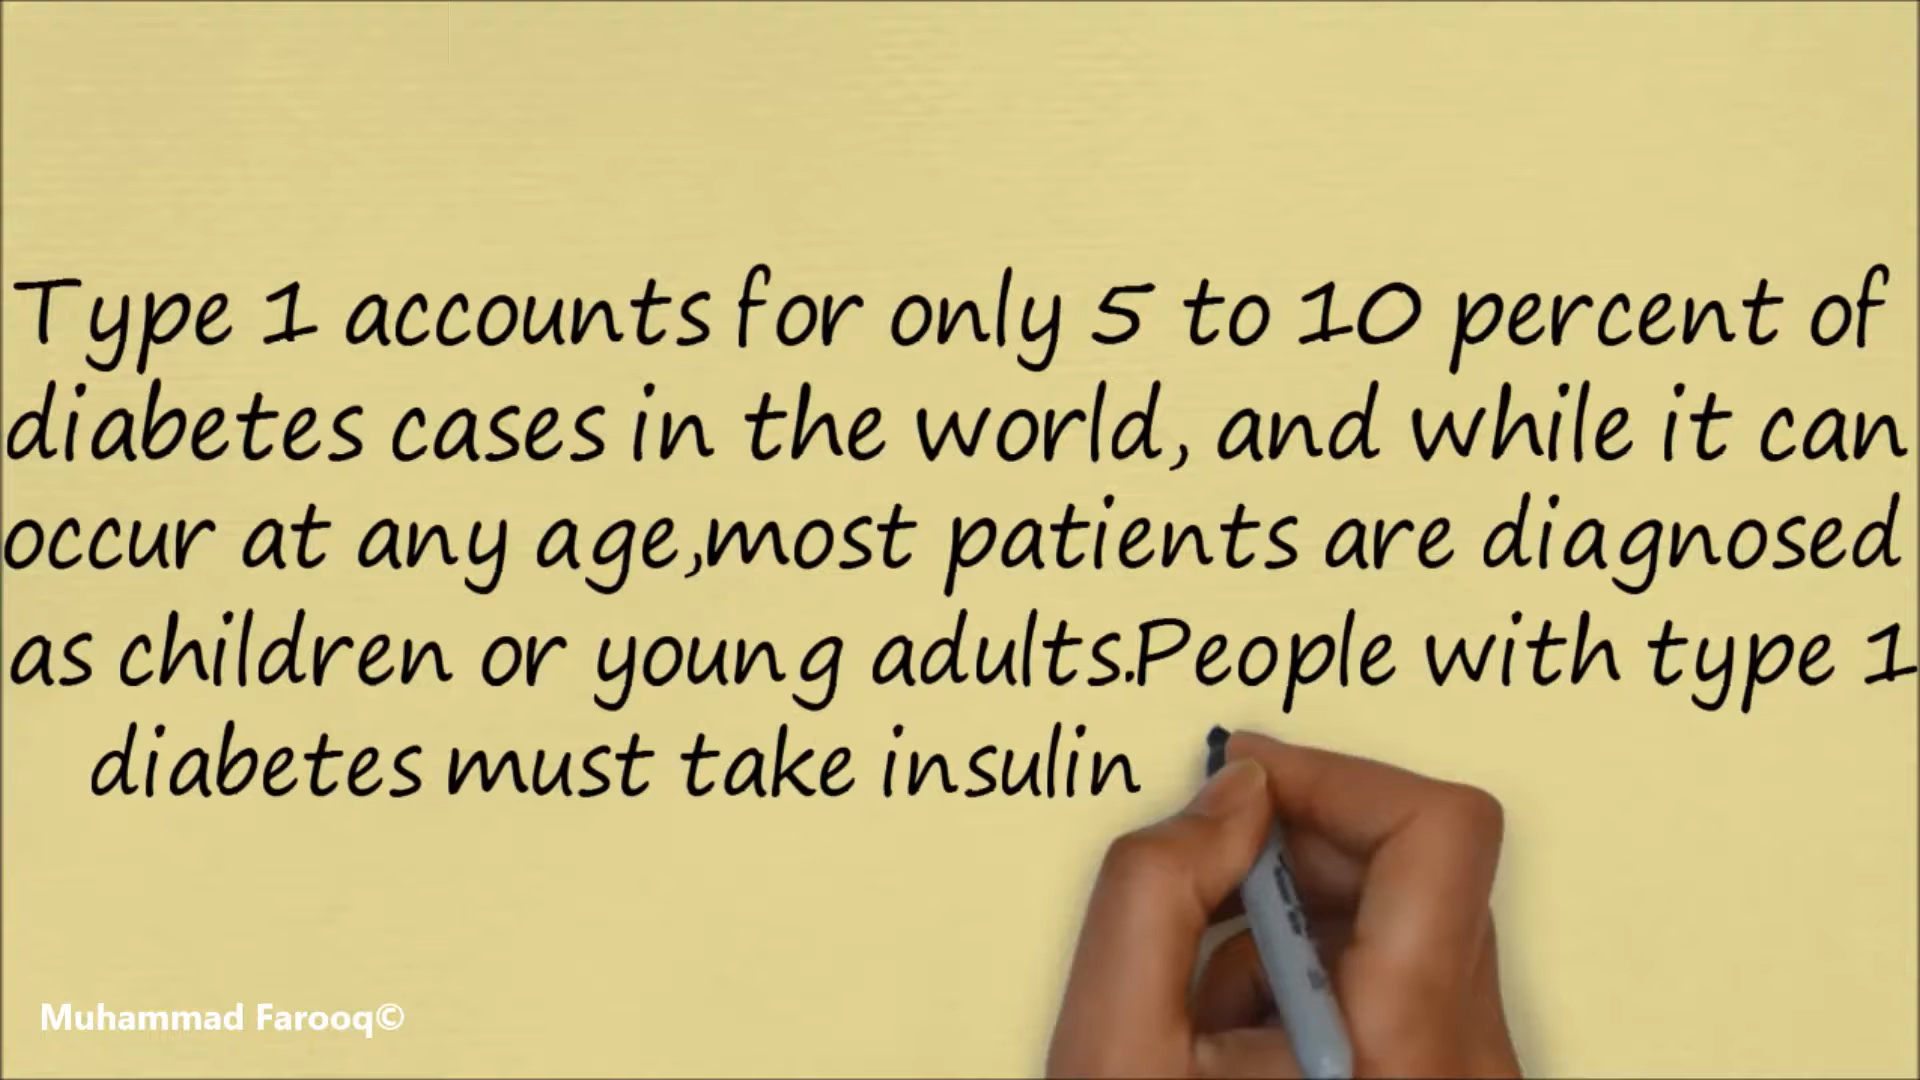 Type 1 accounts for only 5 to 10 percent of
diabetes cases in the world, and while it can
occur at any age,most patients are diagnosed
as children or young adults.People with type 1
diabetes must take insulin
Muhammad Farooq©